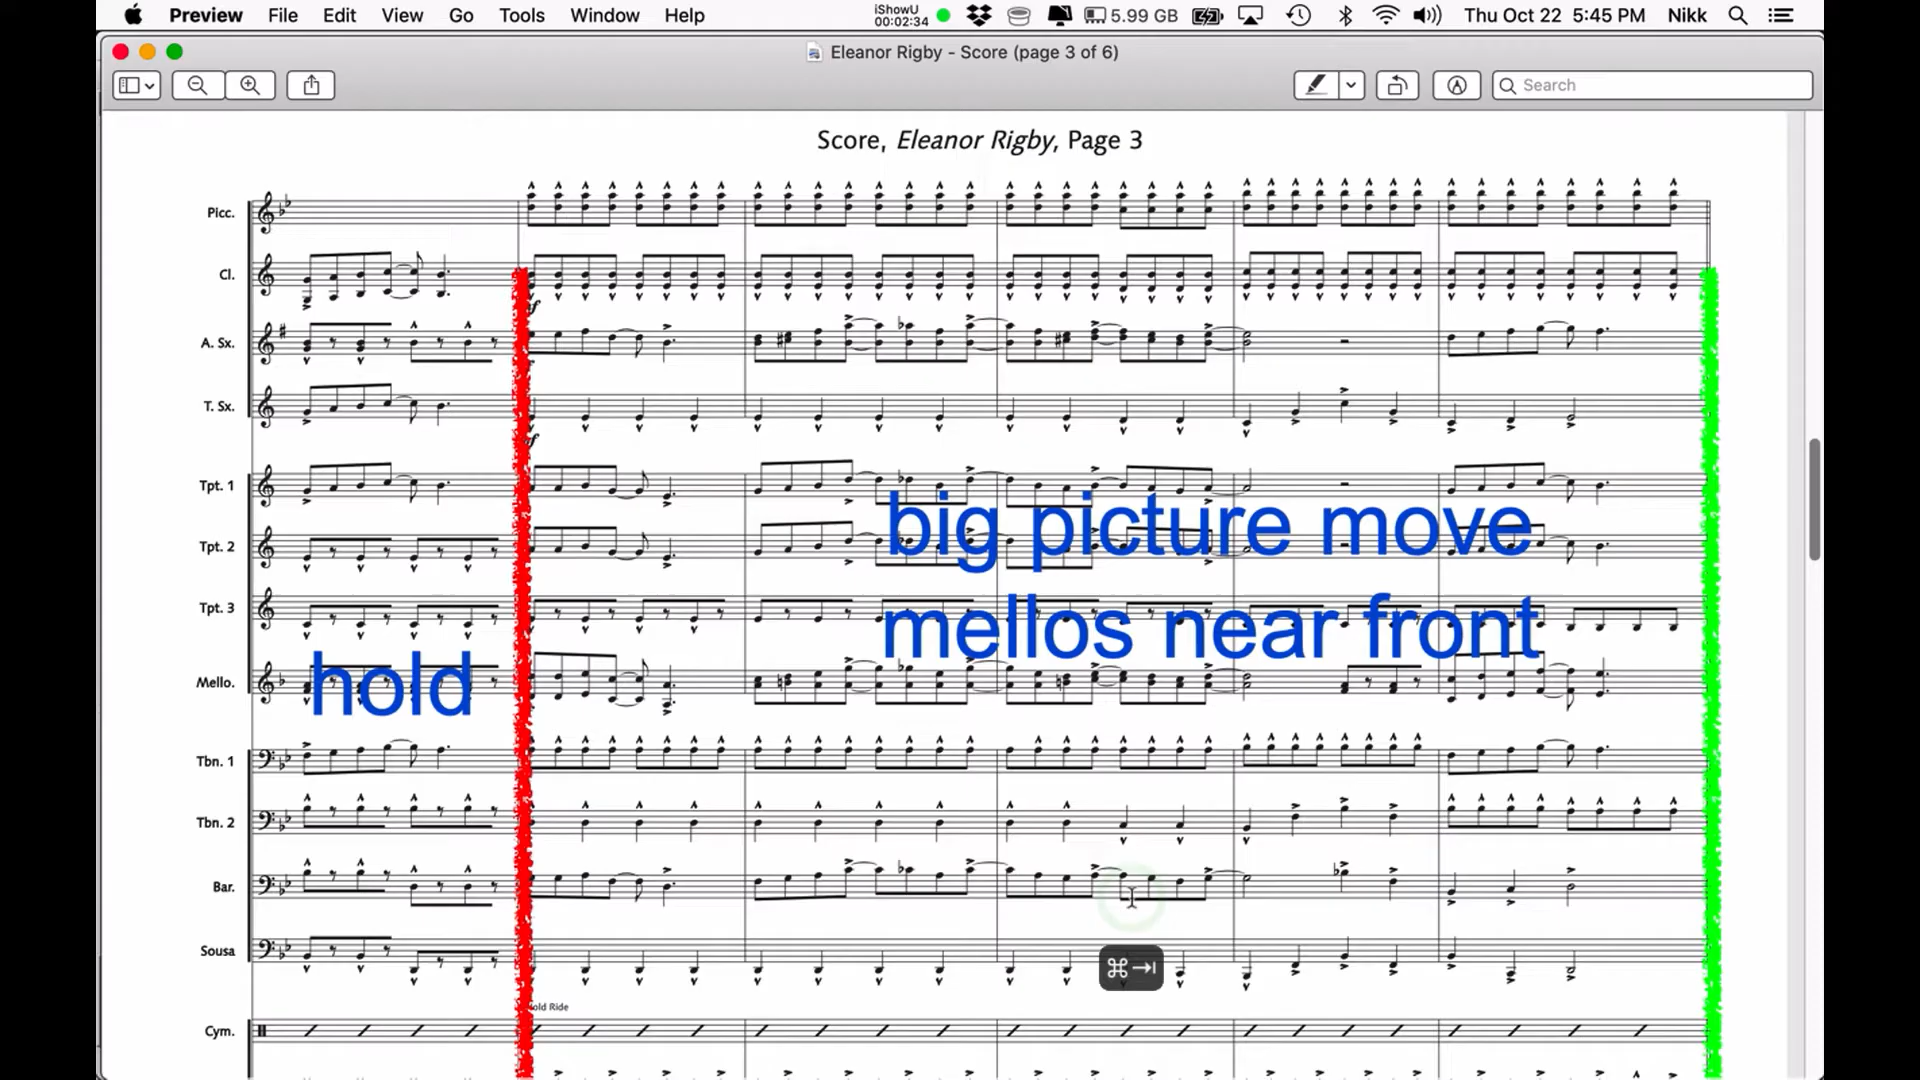 Preview File Edit View Go Tools Window Help iShowU 00:02:34 5.99 GB Thu Oct 22 5:45 PM Nikk
Eleanor Rigby - Score (page 3 of 6)
Search
Score, Eleanor Rigby, Page 3
Picc.
Cl.
A. Sx.
T. Sx.
Tpt. 1
big picture move
Tpt. 2
Tpt. 3
mellos near front
Mello.
hold
Tbn. 1
Tbn. 2
Bar.
Sousa
⌘⇥
Ride
Cym.